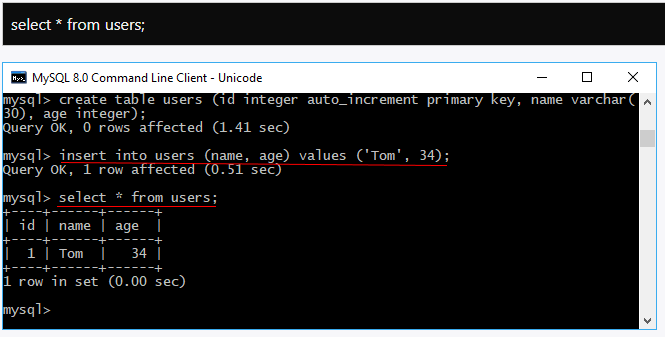 select * from users;
MySQL 8.0 Command Line Client - Unicode
mysql> create table users (id integer auto_increment primary key, name varchar(
30), age integer);
Query OK, 0 rows affected (1.41 sec)
mysql> insert into users (name, age) values ('Tom', 34);
Query OK, 1 row affected (0.51 sec)
mysql> select * from users;
+----+------+------+
| id | name | age  |
+----+------+------+
|  1 | Tom  |   34 |
+----+------+------+
1 row in set (0.00 sec)
mysql>